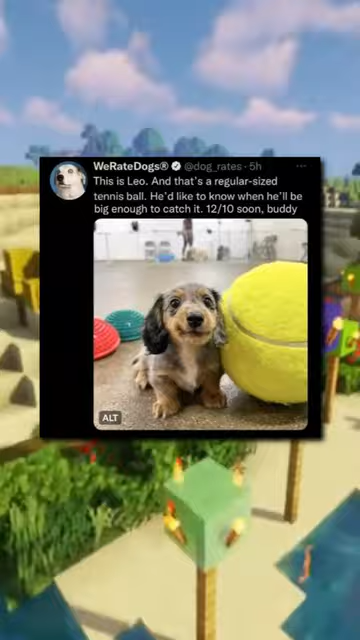 WeRateDogs® @dog_rates · 5h
This is Leo. And that's a regular-sized
tennis ball. He'd like to know when he'll be
big enough to catch it. 12/10 soon, buddy
ALT